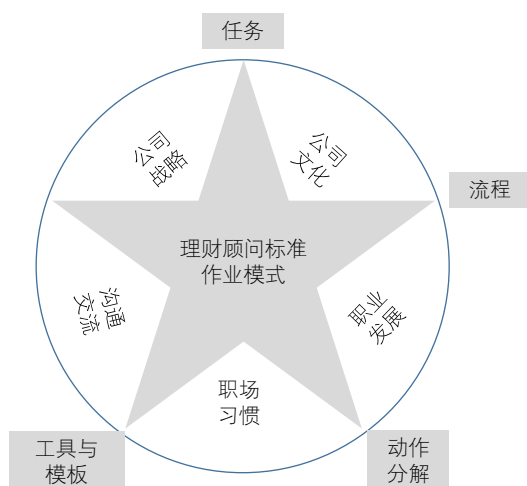 任务
公司
战略
公司
文化
流程
理财顾问标准
作业模式
沟通
交流
职业
发展
职场
习惯
工具与
模板
动作
分解